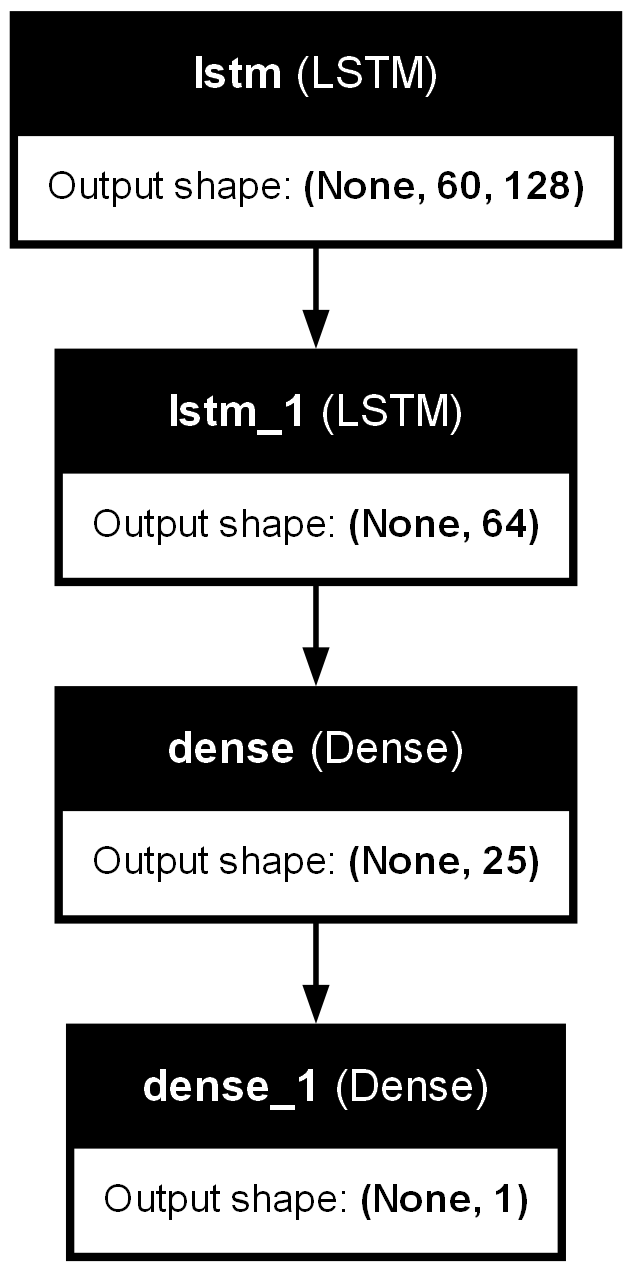 lstm (LSTM)
Output shape: (None, 60, 128)
lstm_1 (LSTM)
Output shape: (None, 64)
dense (Dense)
Output shape: (None, 25)
dense_1 (Dense)
Output shape: (None, 1)